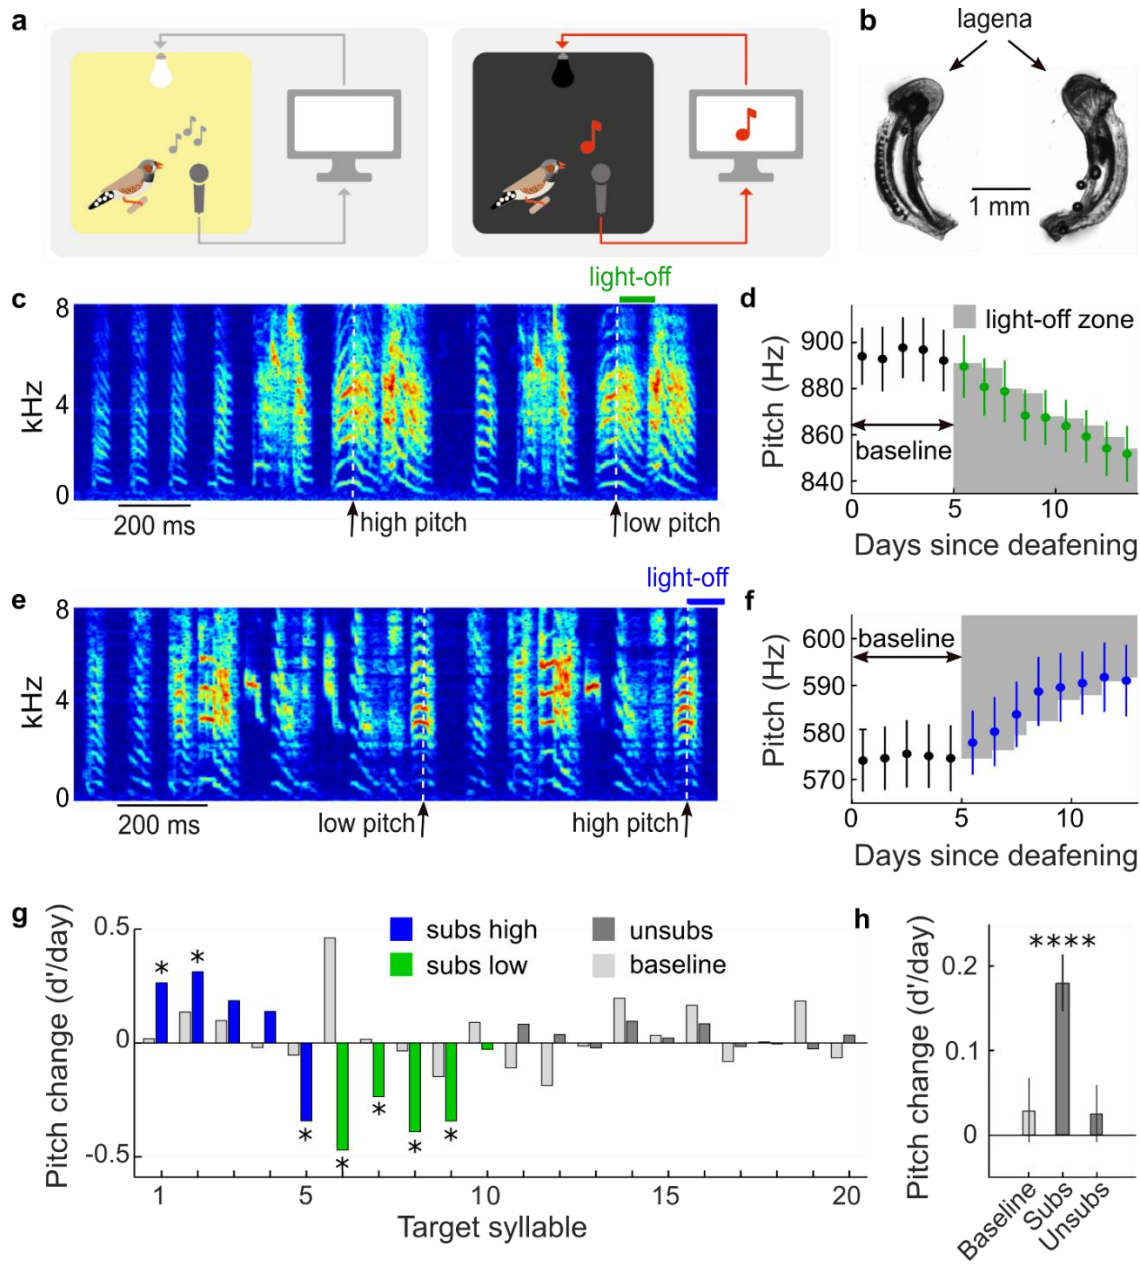 a
b
lagena
1 mm
c
light-off
8
4
0
kHz
200 ms
high pitch
low pitch
d
light-off zone
900
880
860
840
Pitch (Hz)
baseline
0
5
10
Days since deafening
e
light-off
8
4
0
kHz
200 ms
low pitch
high pitch
f
baseline
600
590
580
570
Pitch (Hz)
0
5
10
Days since deafening
g
0.5
0
-0.5
Pitch change (d'/day)
subs high
subs low
unsubs
baseline
* * * * * * *
1
5
10
15
20
Target syllable
h
****
0.2
0.1
0
Pitch change (d'/day)
Baseline
Subs
Unsubs